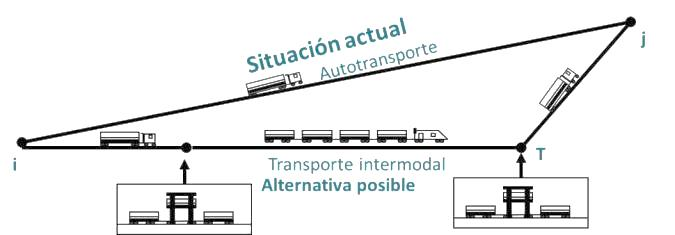 Situación actual
Autotransporte
j
i
T
Transporte intermodal
Alternativa posible